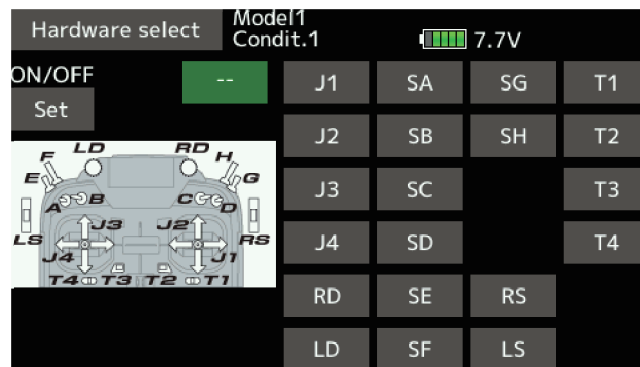 Hardware select
Model1
Condit.1
7.7V
ON/OFF
Set
--
J1 SA SG T1
J2 SB SH T2
J3 SC T3
J4 SD T4
RD SE RS
LD SF LS
LD RD
F H
E G
A B C D
J3 J2
LS RS
J4 J1
T4 T3 T2 T1